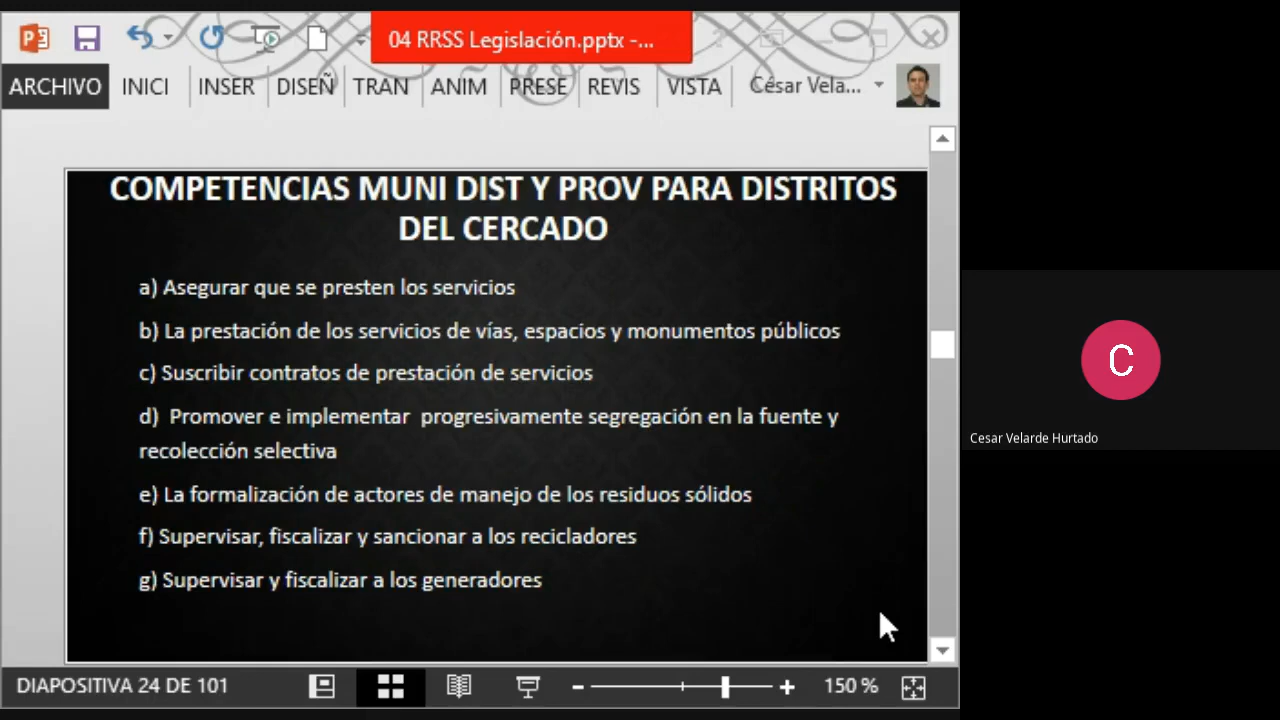 04 RRSS Legislación.pptx -...
ARCHIVO INICI INSER DISEÑ TRAN ANIM PRESE REVIS VISTA César Vela...
COMPETENCIAS MUNI DIST Y PROV PARA DISTRITOS
DEL CERCADO
a) Asegurar que se presten los servicios
b) La prestación de los servicios de vías, espacios y monumentos públicos
c) Suscribir contratos de prestación de servicios
d) Promover e implementar progresivamente segregación en la fuente y
recolección selectiva
e) La formalización de actores de manejo de los residuos sólidos
f) Supervisar, fiscalizar y sancionar a los recicladores
g) Supervisar y fiscalizar a los generadores
C
Cesar Velarde Hurtado
DIAPOSITIVA 24 DE 101 150 %